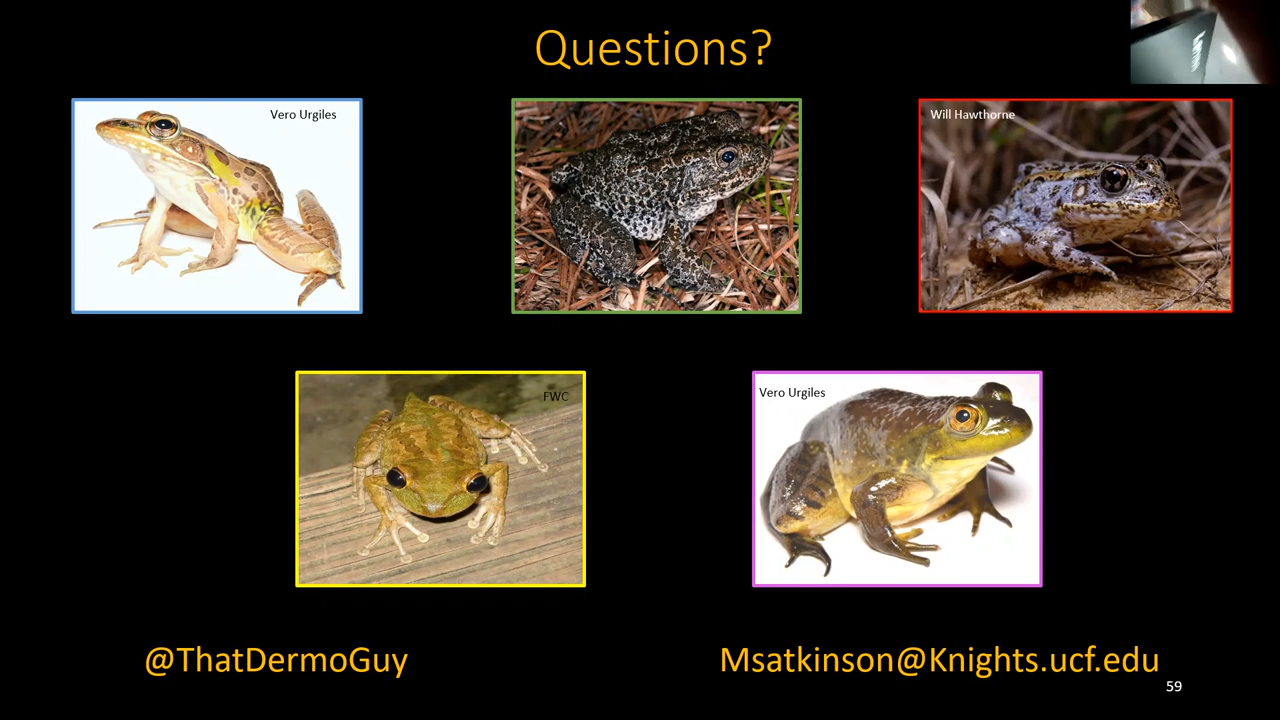 Questions?
Vero Urgiles
Will Hawthorne
FWC
Vero Urgiles
@ThatDermoGuy
Msatkinson@Knights.ucf.edu
59